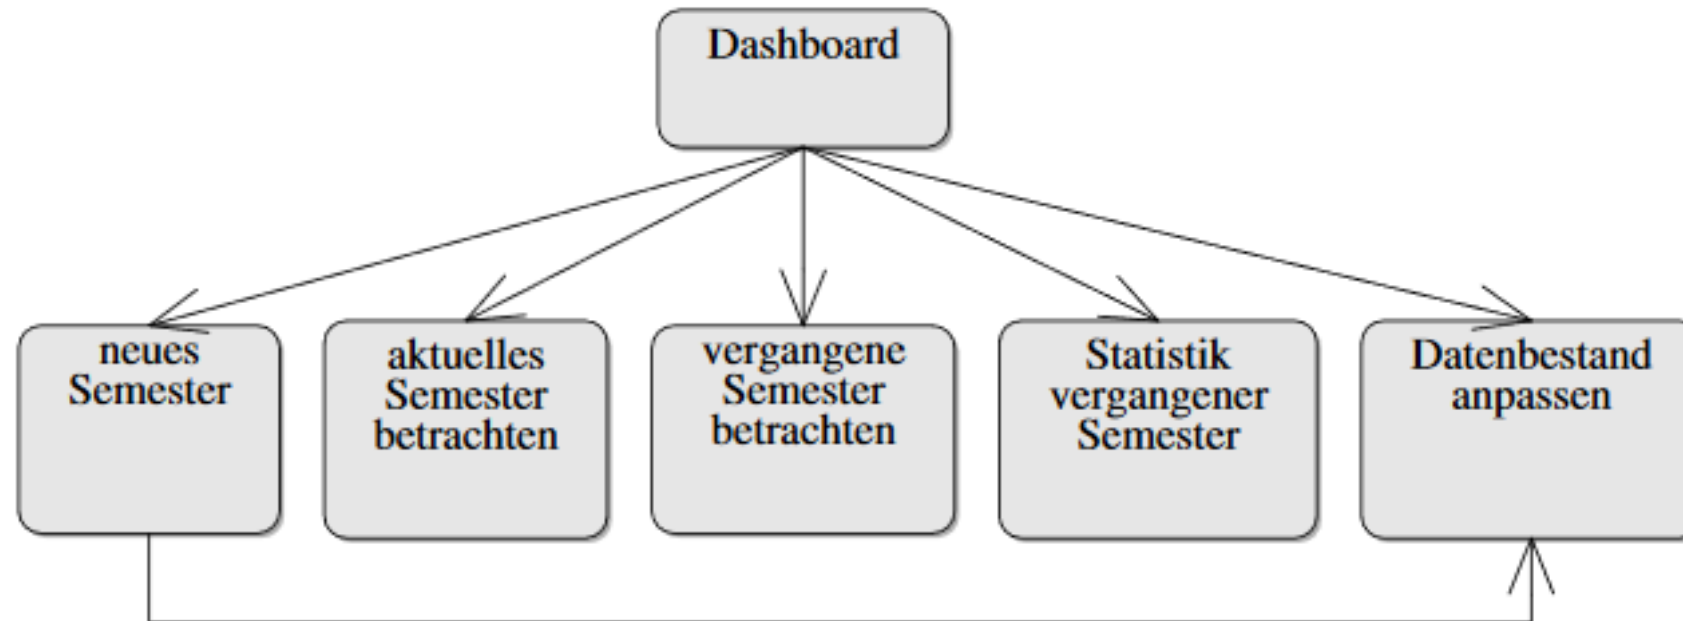 Dashboard
neues
Semester
aktuelles
Semester
betrachten
vergangene
Semester
betrachten
Statistik
vergangener
Semester
Datenbestand
anpassen